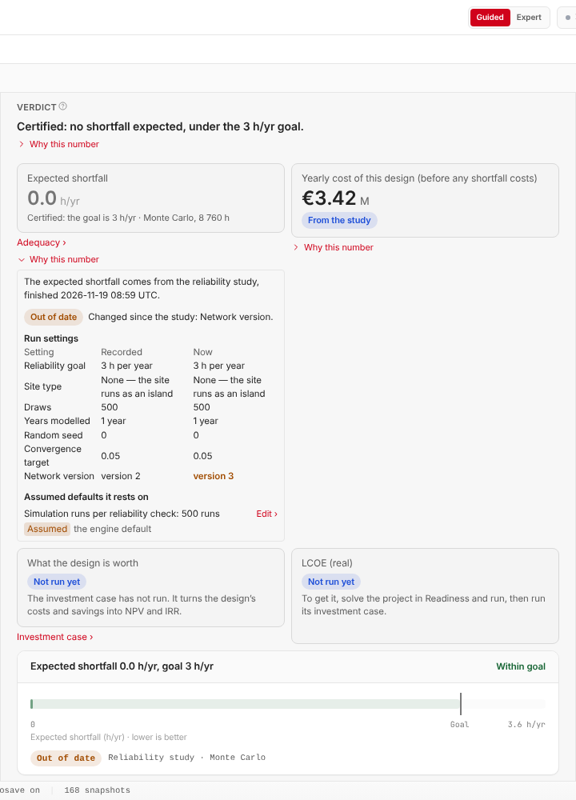 Guided Expert
VERDICT ?
Certified: no shortfall expected, under the 3 h/yr goal.
Why this number
Expected shortfall
0.0 h/yr
Certified: the goal is 3 h/yr · Monte Carlo, 8 760 h
Yearly cost of this design (before any shortfall costs)
€3.42 M
From the study
Adequacy ›
Why this number
Why this number
The expected shortfall comes from the reliability study,
finished 2026-11-19 08:59 UTC.
Out of date Changed since the study: Network version.
Run settings
Setting Recorded Now
Reliability goal 3 h per year 3 h per year
Site type None — the site runs as an island None — the site runs as an island
Draws 500 500
Years modelled 1 year 1 year
Random seed 0 0
Convergence target 0.05 0.05
Network version version 2 version 3
Assumed defaults it rests on
Simulation runs per reliability check: 500 runs Edit ›
Assumed the engine default
What the design is worth
Not run yet
The investment case has not run. It turns the design's
costs and savings into NPV and IRR.
LCOE (real)
Not run yet
To get it, solve the project in Readiness and run, then run
its investment case.
Investment case ›
Expected shortfall 0.0 h/yr, goal 3 h/yr Within goal
0 Goal 3.6 h/yr
Expected shortfall (h/yr) · lower is better
Out of date Reliability study · Monte Carlo
osave on 168 snapshots